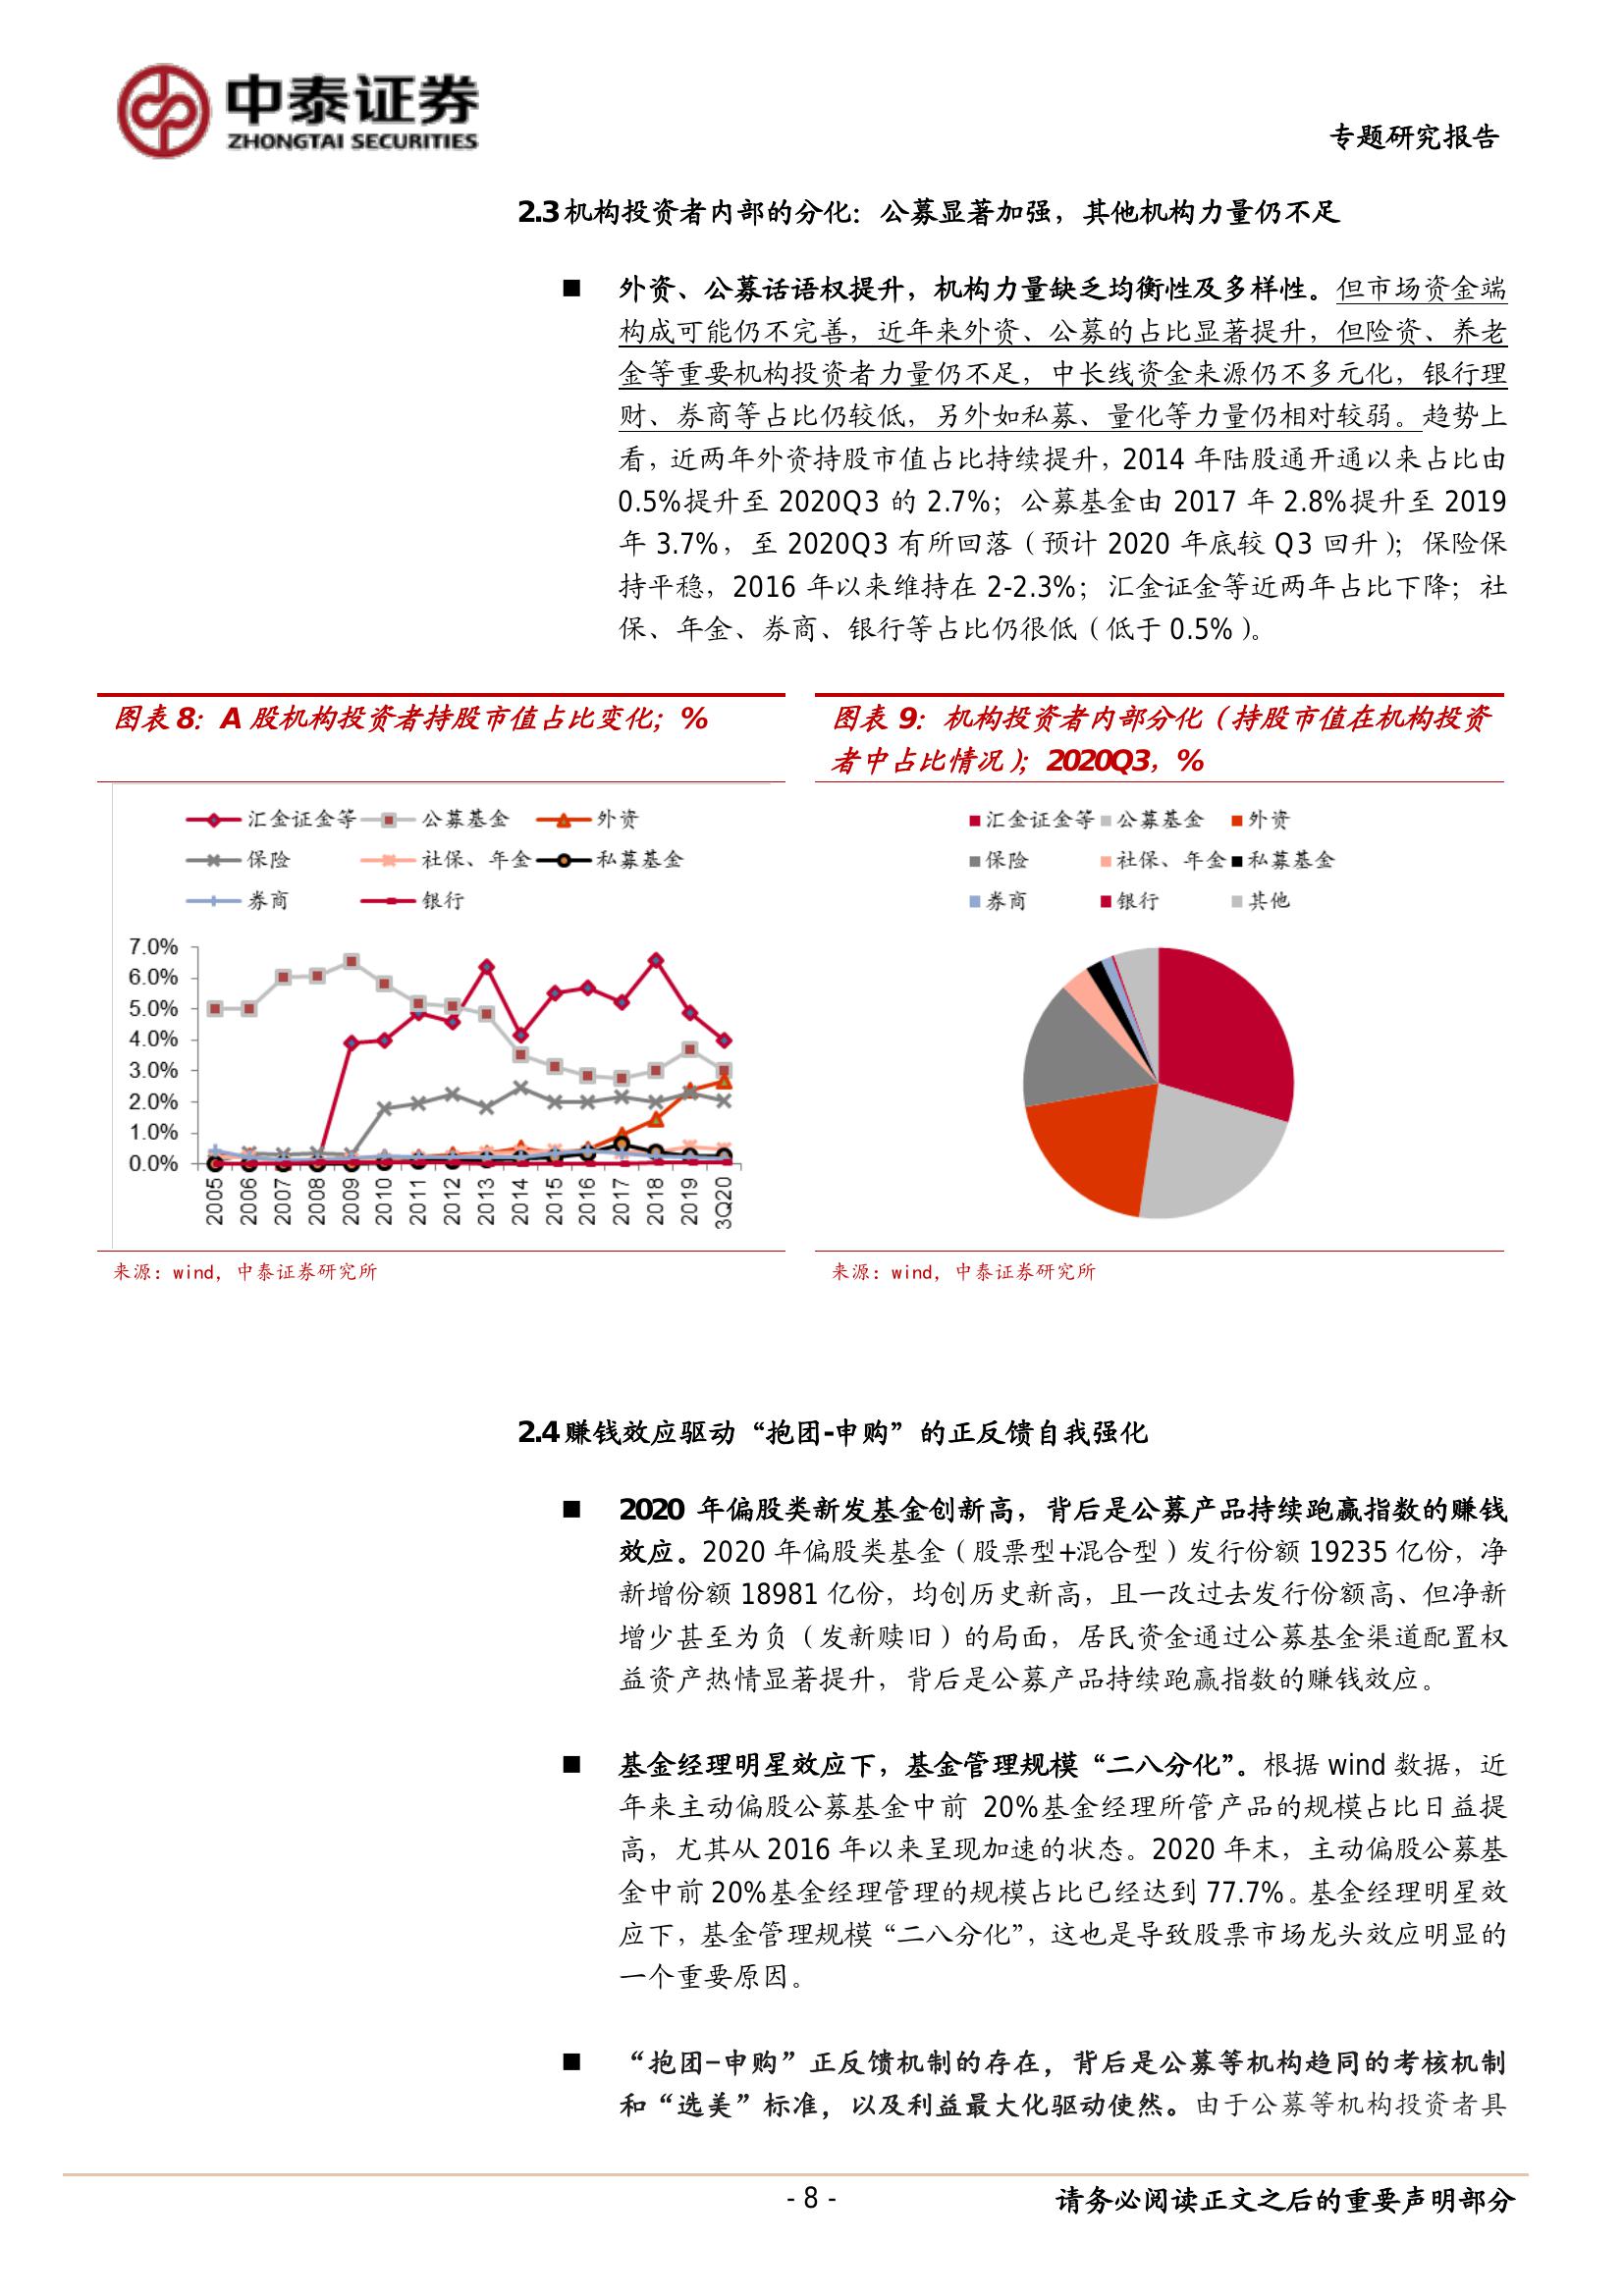 中泰证券
ZHONGTAI SECURITIES
专题研究报告
2.3 机构投资者内部的分化：公募显著加强，其他机构力量仍不足
■ 外资、公募话语权提升，机构力量缺乏均衡性及多样性。但市场资金端
构成可能仍不完善，近年来外资、公募的占比显著提升，但险资、养老
金等重要机构投资者力量仍不足，中长线资金来源仍不多元化，银行理
财、券商等占比仍较低，另外如私募、量化等力量仍相对较弱。趋势上
看，近两年外资持股市值占比持续提升，2014 年陆股通开通以来占比由
0.5%提升至 2020Q3 的 2.7%；公募基金由 2017 年 2.8%提升至 2019
年 3.7%，至 2020Q3 有所回落（预计 2020 年底较 Q3 回升）；保险保
持平稳，2016 年以来维持在 2-2.3%；汇金证金等近两年占比下降；社
保、年金、券商、银行等占比仍很低（低于 0.5%）。
图表 8：A 股机构投资者持股市值占比变化；%
汇金证金等 公募基金 外资
保险 社保、年金 私募基金
券商 银行
7.0%
6.0%
5.0%
4.0%
3.0%
2.0%
1.0%
0.0%
2005 2006 2007 2008 2009 2010 2011 2012 2013 2014 2015 2016 2017 2018 2019 3Q20
来源：wind，中泰证券研究所
图表 9：机构投资者内部分化（持股市值在机构投资
者中占比情况）；2020Q3，%
汇金证金等 公募基金 外资
保险 社保、年金 私募基金
券商 银行 其他
来源：wind，中泰证券研究所
2.4 赚钱效应驱动“抱团-申购”的正反馈自我强化
■ 2020 年偏股类新发基金创新高，背后是公募产品持续跑赢指数的赚钱
效应。2020 年偏股类基金（股票型+混合型）发行份额 19235 亿份，净
新增份额 18981 亿份，均创历史新高，且一改过去发行份额高、但净新
增少甚至为负（发新赎旧）的局面，居民资金通过公募基金渠道配置权
益资产热情显著提升，背后是公募产品持续跑赢指数的赚钱效应。
■ 基金经理明星效应下，基金管理规模“二八分化”。根据 wind 数据，近
年来主动偏股公募基金中前 20%基金经理所管产品的规模占比日益提
高，尤其从 2016 年以来呈现加速的状态。2020 年末，主动偏股公募基
金中前 20%基金经理管理的规模占比已经达到 77.7%。基金经理明星效
应下，基金管理规模“二八分化”，这也是导致股票市场龙头效应明显的
一个重要原因。
■ “抱团-申购”正反馈机制的存在，背后是公募等机构趋同的考核机制
和“选美”标准，以及利益最大化驱动使然。由于公募等机构投资者具
- 8 -
请务必阅读正文之后的重要声明部分